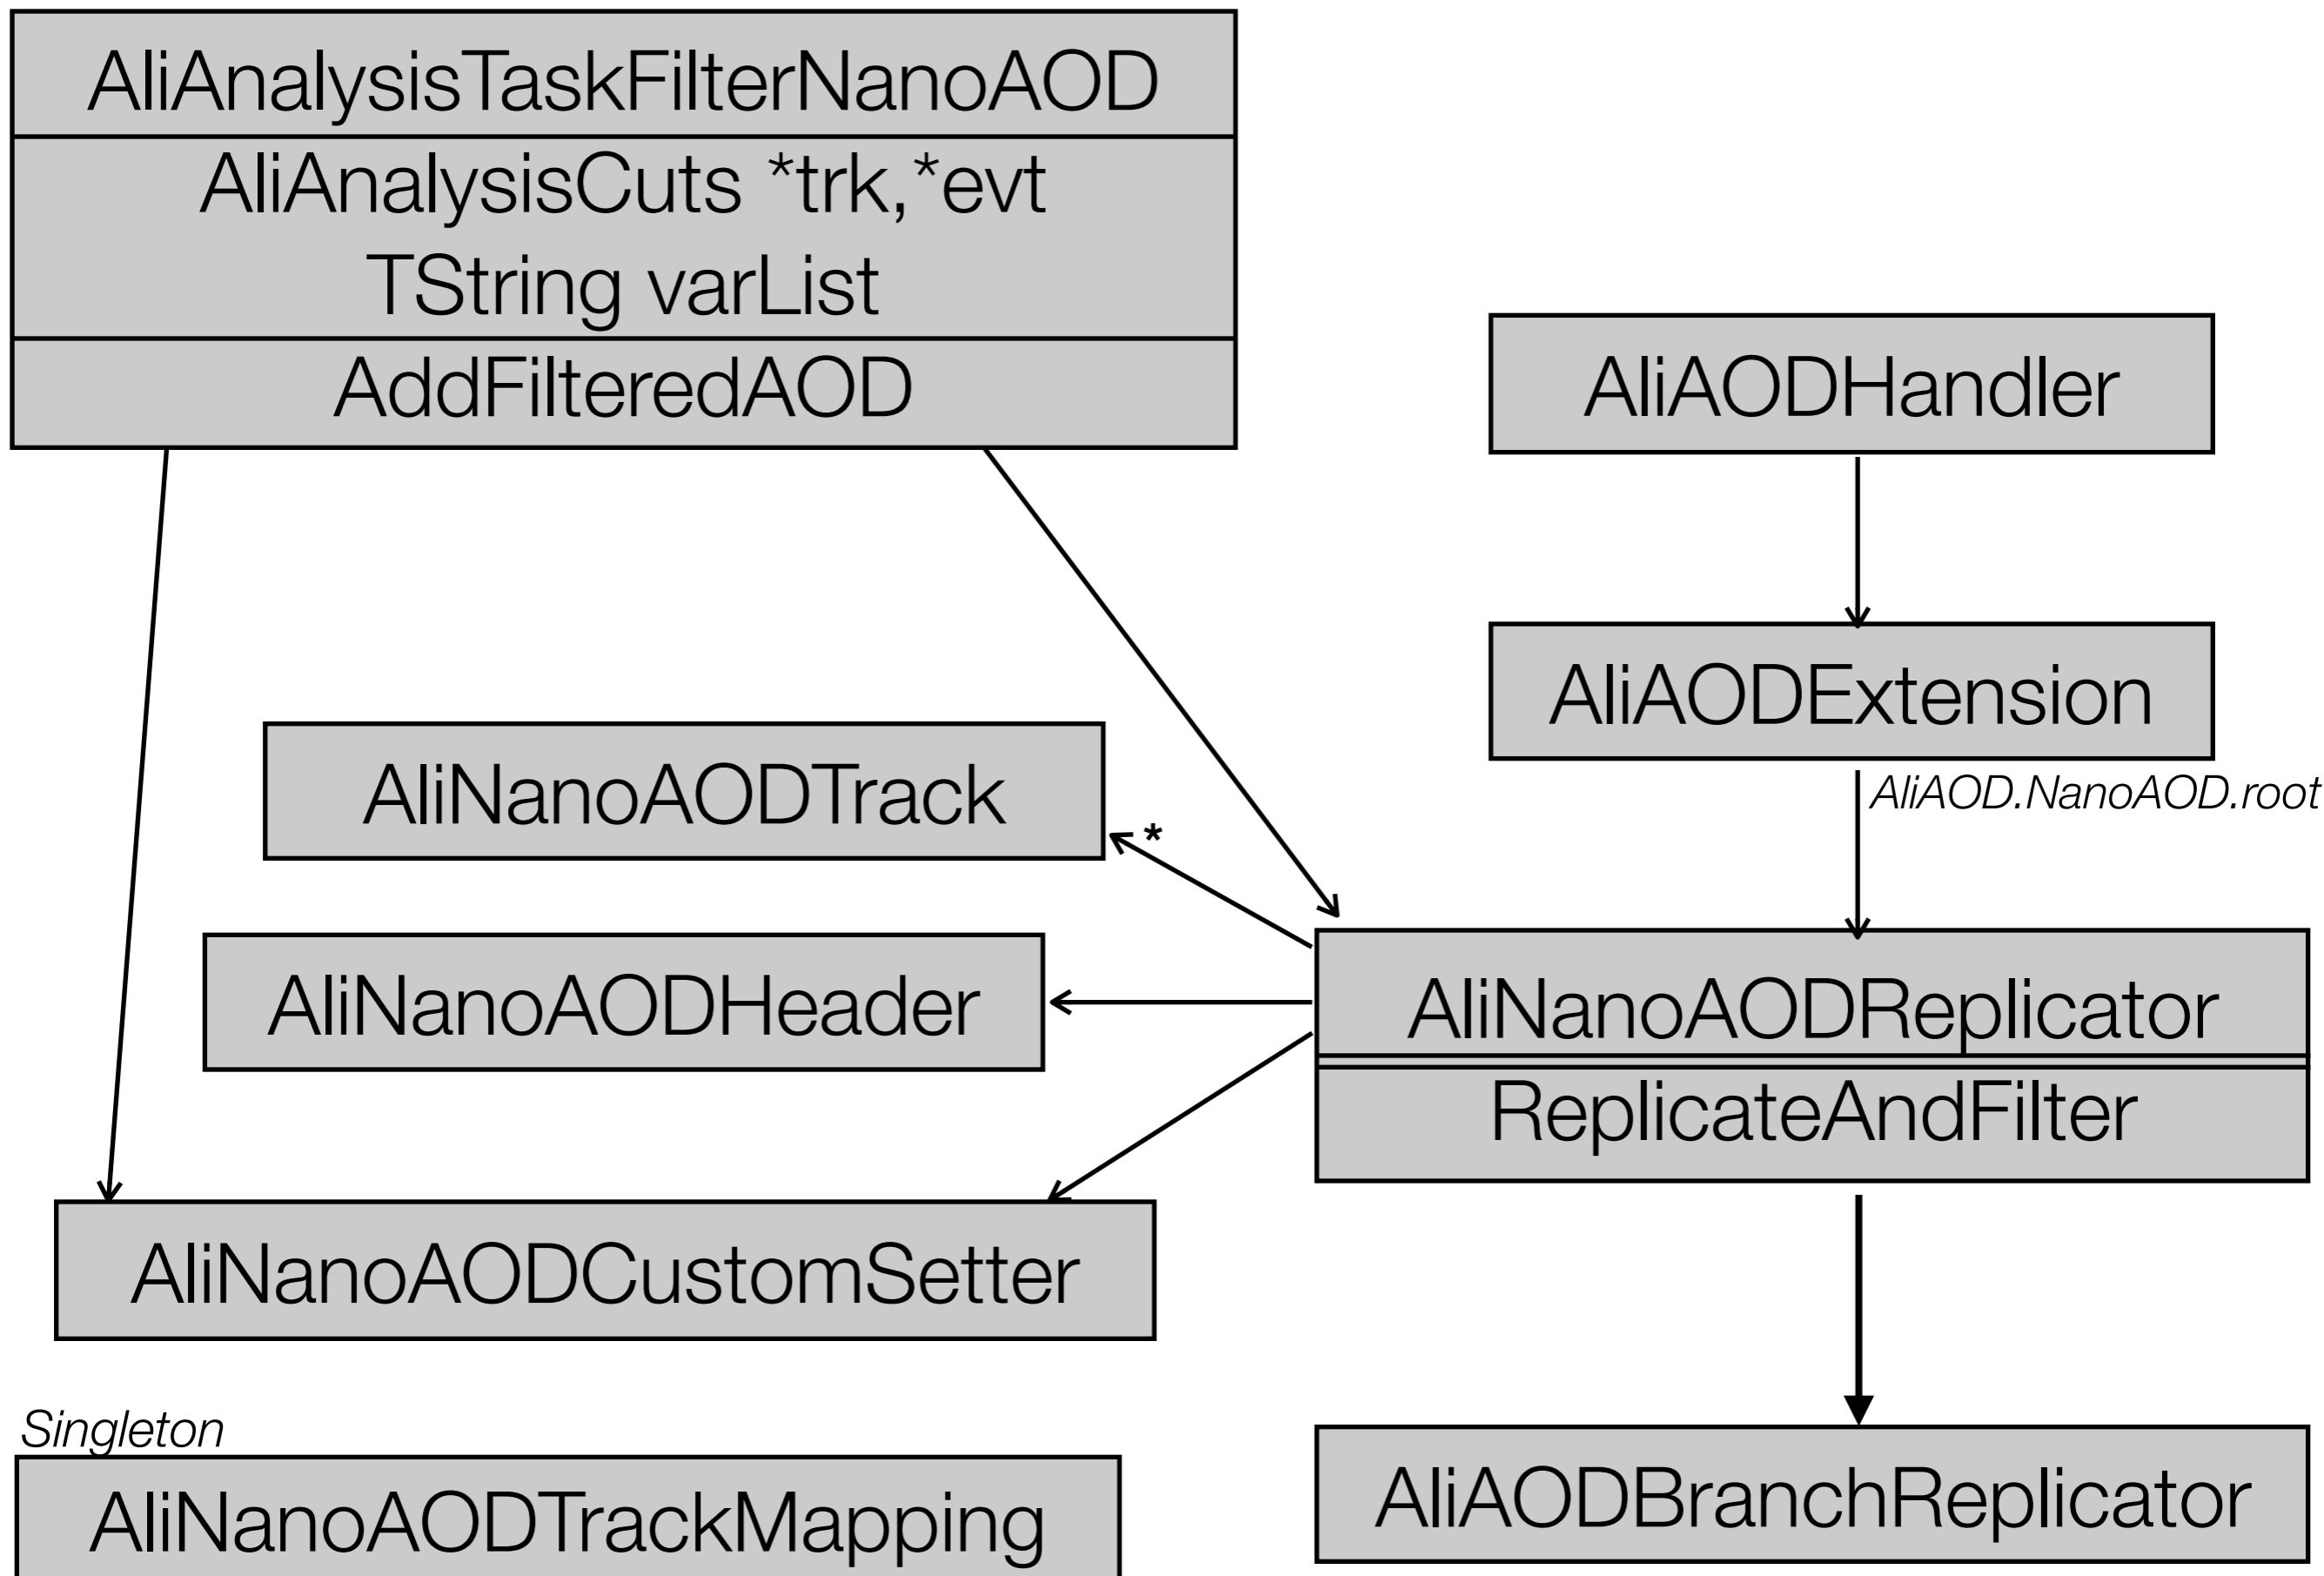 AliAnalysisTaskFilterNanoAOD
AliAnalysisCuts *trk,*evt
TString varList
AddFilteredAOD
AliAODHandler
AliAODExtension
AliAOD.NanoAOD.root
AliNanoAODTrack
*
AliNanoAODHeader
AliNanoAODReplicator
ReplicateAndFilter
AliNanoAODCustomSetter
Singleton
AliNanoAODTrackMapping
AliAODBranchReplicator